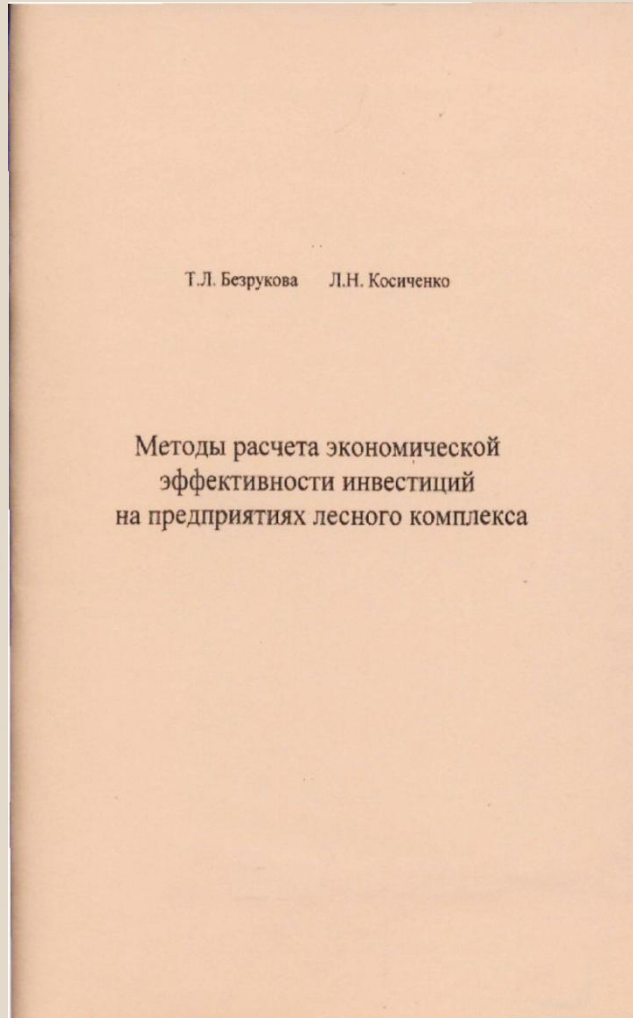 Т.Л. Безрукова Л.Н. Косиченко
Методы расчета экономической
эффективности инвестиций
на предприятиях лесного комплекса